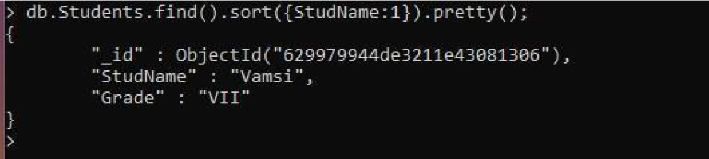 > db.Students.find().sort({StudName:1}).pretty();
{
        "_id" : ObjectId("629979944de3211e43081306"),
        "StudName" : "Vamsi",
        "Grade" : "VII"
}
>